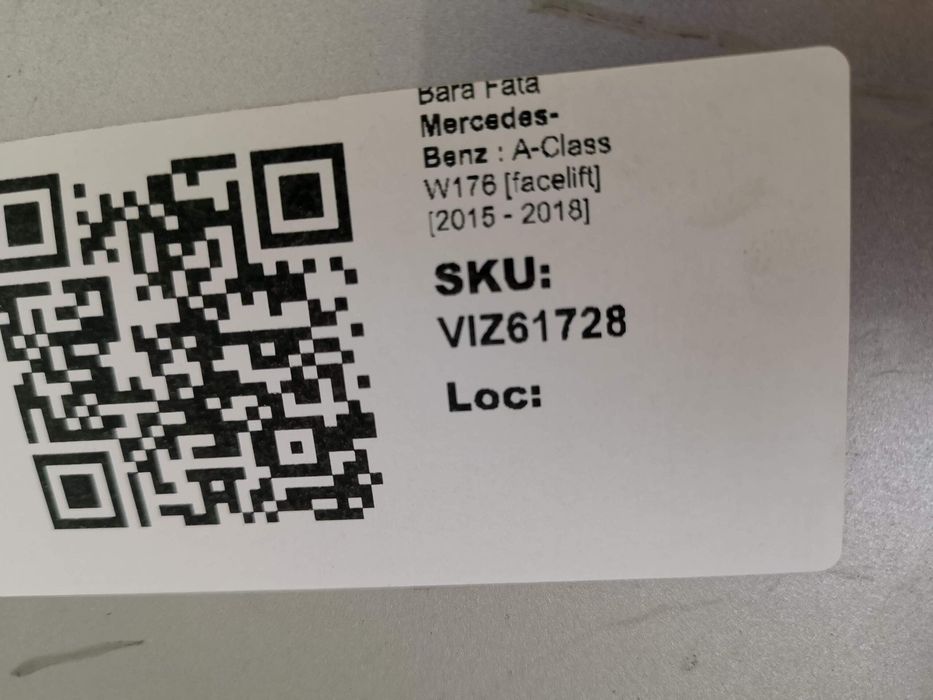 Bara Fata
Mercedes-
Benz : A-Class
W176 [facelift]
[2015 - 2018]
SKU:
VIZ61728
Loc: